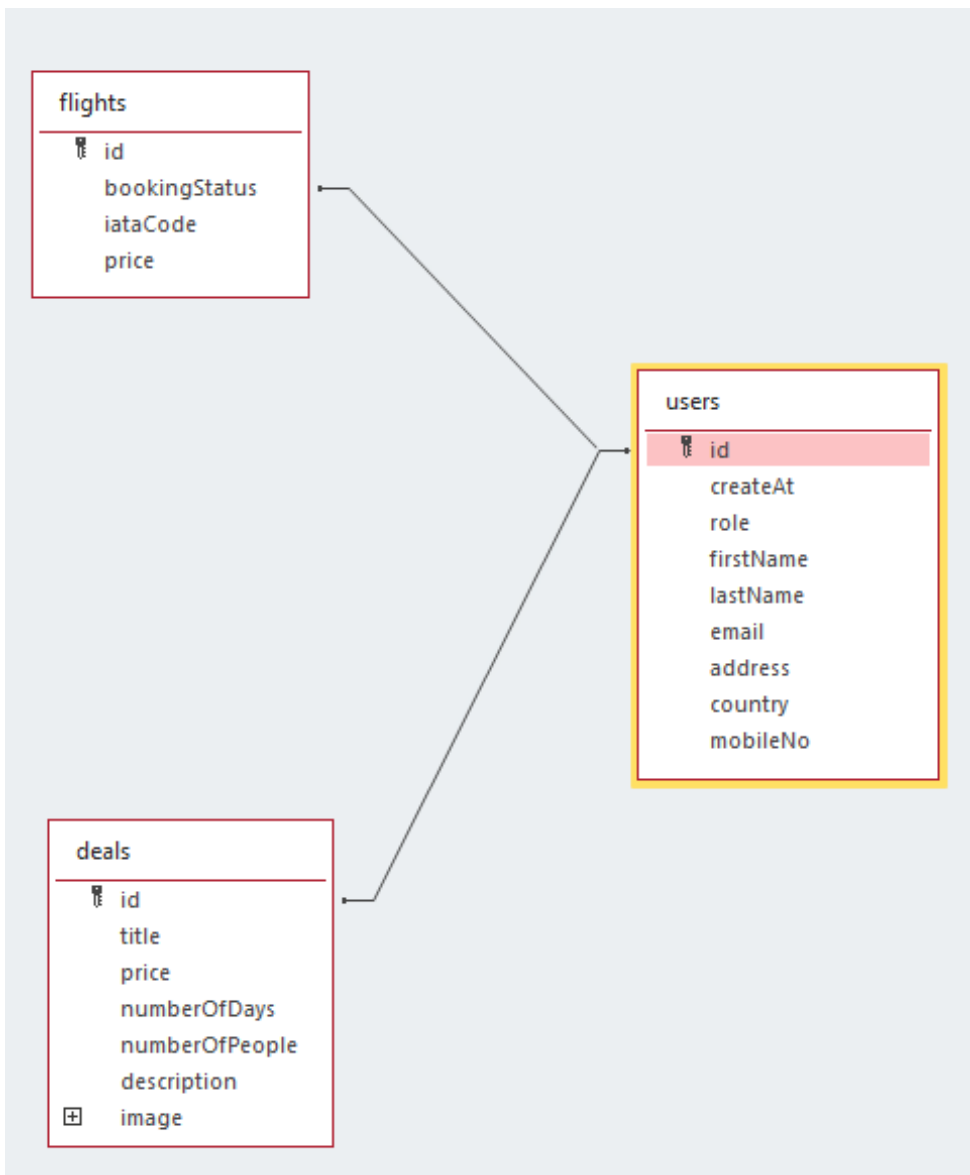 flights
id
bookingStatus
iataCode
price
users
id
createAt
role
firstName
lastName
email
address
country
mobileNo
deals
id
title
price
numberOfDays
numberOfPeople
description
image